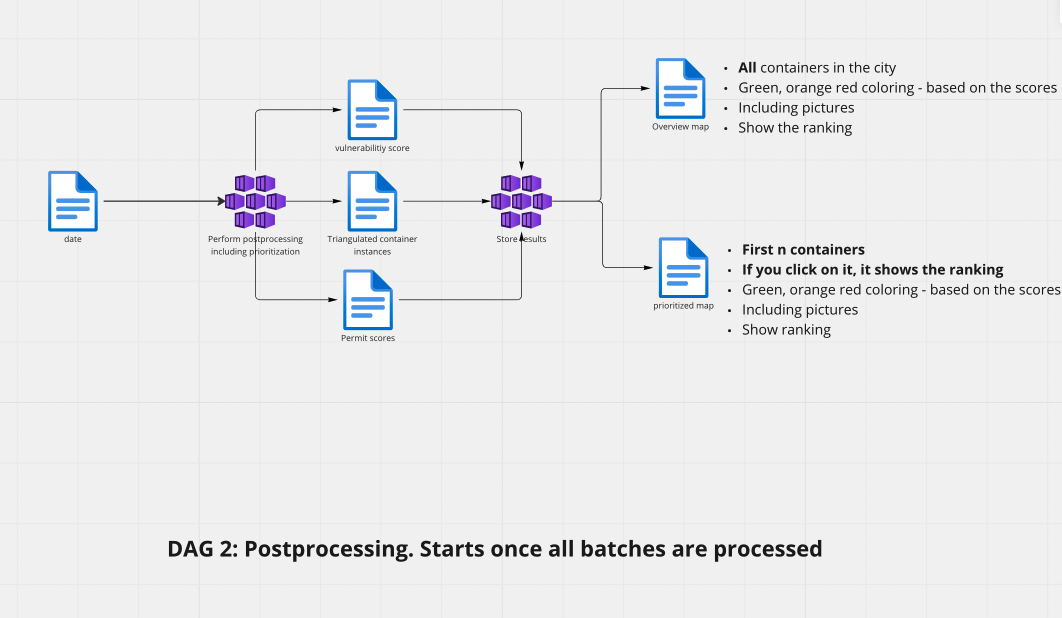 date
Perform postprocessing
including prioritization
vulnerabilitiy score
Triangulated container
instances
Permit scores
Store results
Overview map
• All containers in the city
• Green, orange red coloring - based on the scores
• Including pictures
• Show the ranking
prioritized map
• First n containers
• If you click on it, it shows the ranking
• Green, orange red coloring - based on the scores
• Including pictures
• Show ranking
DAG 2: Postprocessing. Starts once all batches are processed